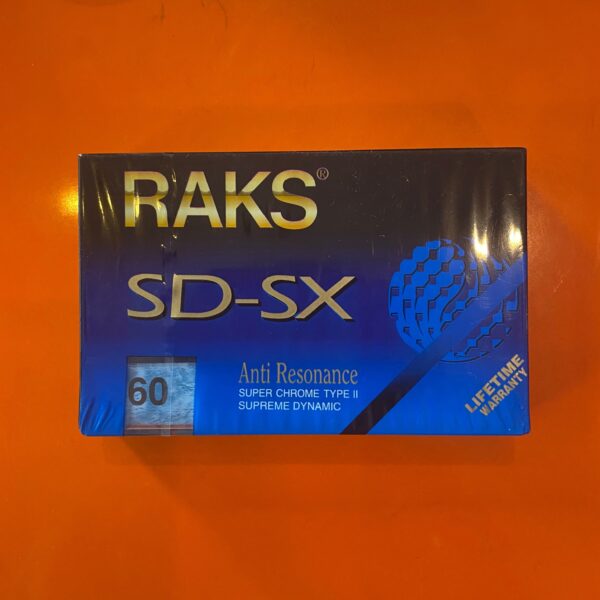 RAKS®
SD-SX
60
Anti Resonance
SUPER CHROME TYPE II
SUPREME DYNAMIC
LIFETIME
WARRANTY